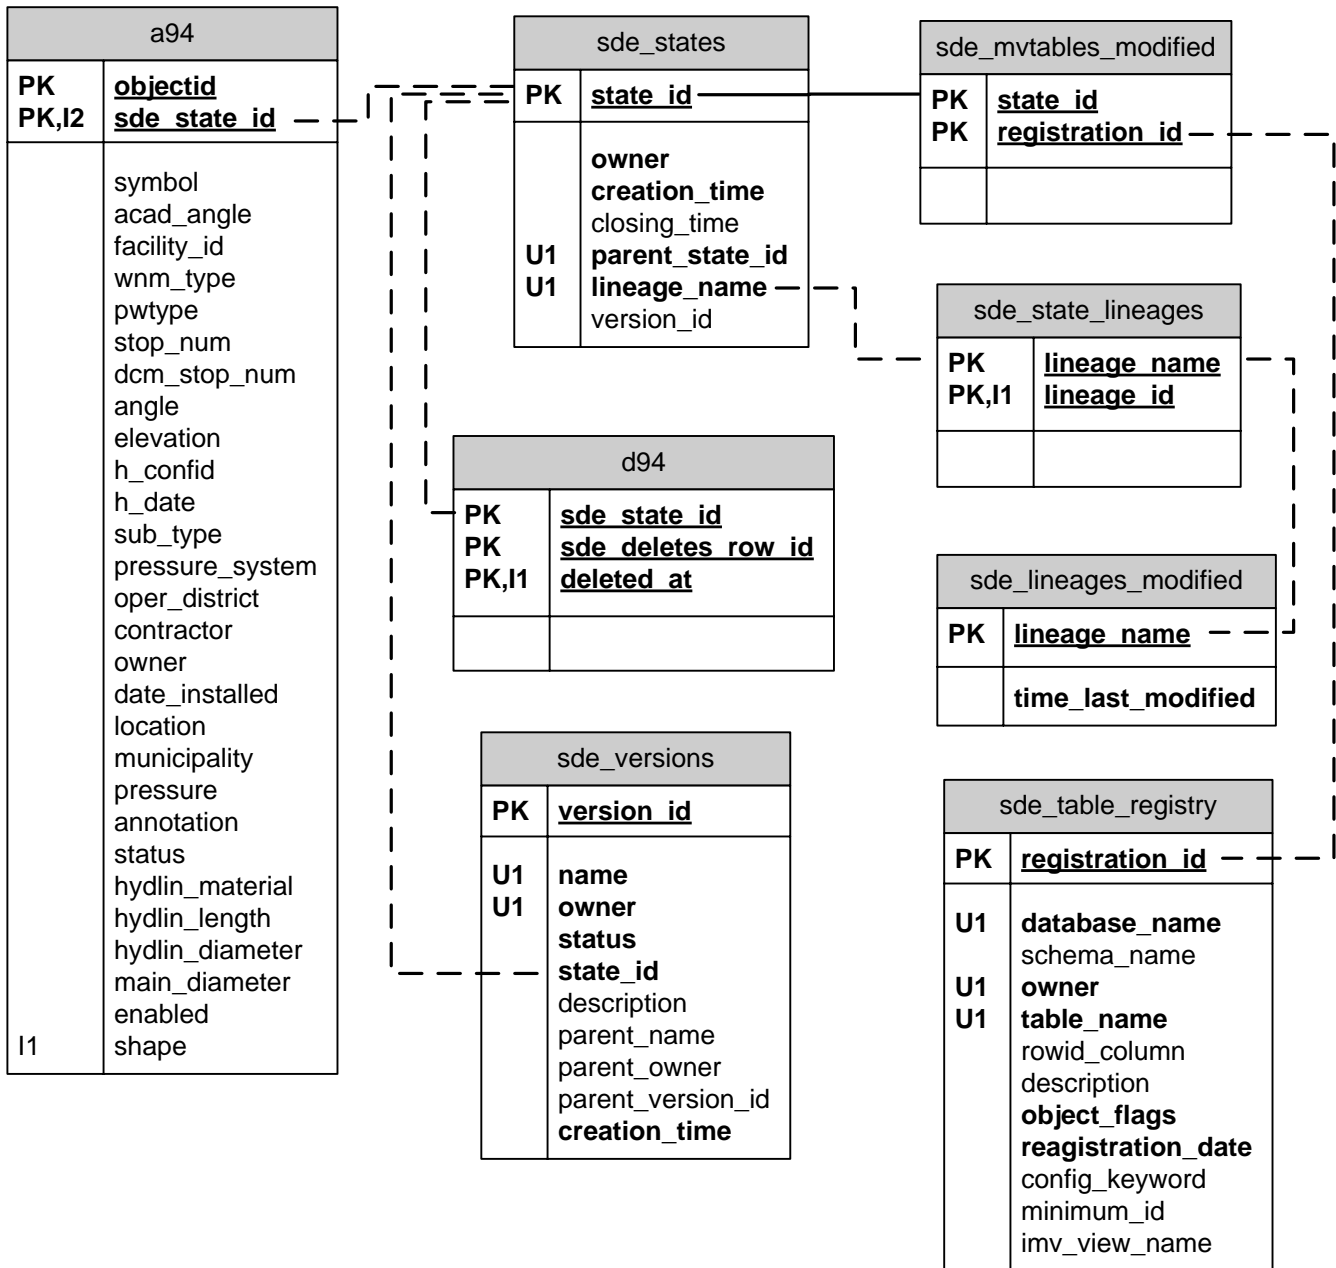 a94
PK objectid
PK,I2 sde_state_id
symbol
acad_angle
facility_id
wnm_type
pwtype
stop_num
dcm_stop_num
angle
elevation
h_confid
h_date
sub_type
pressure_system
oper_district
contractor
owner
date_installed
location
municipality
pressure
annotation
status
hydlin_material
hydlin_length
hydlin_diameter
main_diameter
enabled
I1 shape
sde_states
PK state_id
owner
creation_time
closing_time
U1 parent_state_id
U1 lineage_name
version_id
d94
PK sde_state_id
PK sde_deletes_row_id
PK,I1 deleted_at
sde_versions
PK version_id
U1 name
U1 owner
status
state_id
description
parent_name
parent_owner
parent_version_id
creation_time
sde_mvtables_modified
PK state_id
PK registration_id
sde_state_lineages
PK lineage_name
PK,I1 lineage_id
sde_lineages_modified
PK lineage_name
time_last_modified
sde_table_registry
PK registration_id
U1 database_name
schema_name
U1 owner
U1 table_name
rowid_column
description
object_flags
reagistration_date
config_keyword
minimum_id
imv_view_name